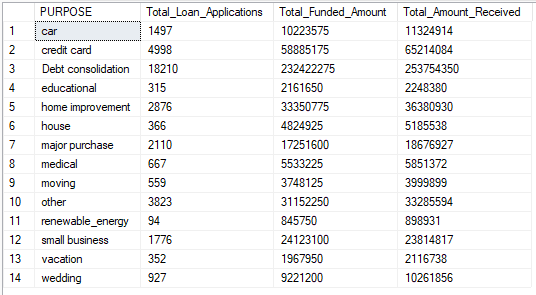 PURPOSE Total_Loan_Applications Total_Funded_Amount Total_Amount_Received
1 car 1497 10223575 11324914
2 credit card 4998 58885175 65214084
3 Debt consolidation 18210 232422275 253754350
4 educational 315 2161650 2248380
5 home improvement 2876 33350775 36380930
6 house 366 4824925 5185538
7 major purchase 2110 17251600 18676927
8 medical 667 5533225 5851372
9 moving 559 3748125 3999899
10 other 3823 31152250 33285594
11 renewable_energy 94 845750 898931
12 small business 1776 24123100 23814817
13 vacation 352 1967950 2116738
14 wedding 927 9221200 10261856